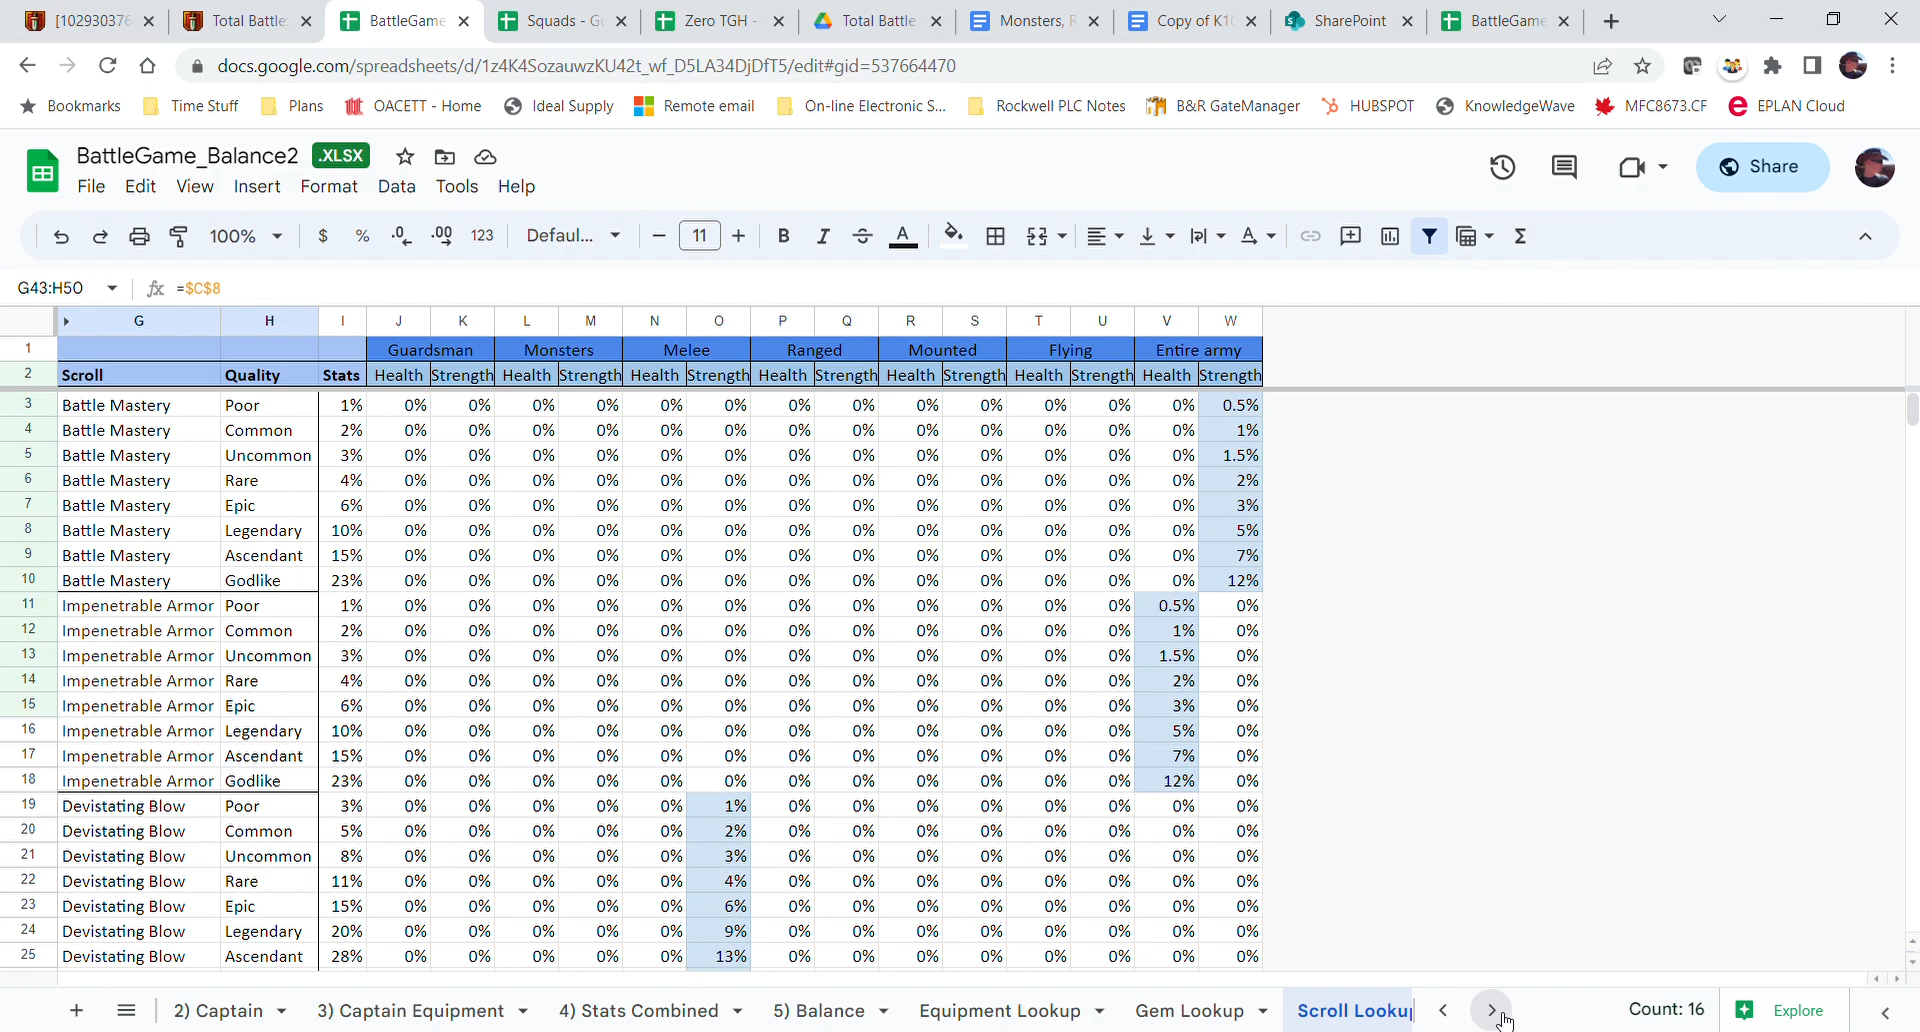 [102930376
Total Battle:
BattleGame
Squads - Go
Zero TGH -
Total Battle
Monsters, R
Copy of K10
SharePoint
BattleGame
docs.google.com/spreadsheets/d/1z4K4SozauwzKU42t_wf_D5LA34DjDfT5/edit#gid=537664470
Bookmarks Time Stuff Plans OACETT - Home Ideal Supply Remote email On-line Electronic S... Rockwell PLC Notes B&R GateManager HUBSPOT KnowledgeWave MFC8673.CF EPLAN Cloud
BattleGame_Balance2 .XLSX
Share
File Edit View Insert Format Data Tools Help
100% $ % .0 .00 123 Defaul... − 11 + B I S A Σ
G43:H50 fx =$C$8
G H I J K L M N O P Q R S T U V W
1 Guardsman Monsters Melee Ranged Mounted Flying Entire army
2 Scroll Quality Stats Health Strength Health Strength Health Strength Health Strength Health Strength Health Strength Health Strength
3 Battle Mastery Poor 1% 0% 0% 0% 0% 0% 0% 0% 0% 0% 0% 0% 0% 0% 0.5%
4 Battle Mastery Common 2% 0% 0% 0% 0% 0% 0% 0% 0% 0% 0% 0% 0% 0% 1%
5 Battle Mastery Uncommon 3% 0% 0% 0% 0% 0% 0% 0% 0% 0% 0% 0% 0% 0% 1.5%
6 Battle Mastery Rare 4% 0% 0% 0% 0% 0% 0% 0% 0% 0% 0% 0% 0% 0% 2%
7 Battle Mastery Epic 6% 0% 0% 0% 0% 0% 0% 0% 0% 0% 0% 0% 0% 0% 3%
8 Battle Mastery Legendary 10% 0% 0% 0% 0% 0% 0% 0% 0% 0% 0% 0% 0% 0% 5%
9 Battle Mastery Ascendant 15% 0% 0% 0% 0% 0% 0% 0% 0% 0% 0% 0% 0% 0% 7%
10 Battle Mastery Godlike 23% 0% 0% 0% 0% 0% 0% 0% 0% 0% 0% 0% 0% 0% 12%
11 Impenetrable Armor Poor 1% 0% 0% 0% 0% 0% 0% 0% 0% 0% 0% 0% 0% 0.5% 0%
12 Impenetrable Armor Common 2% 0% 0% 0% 0% 0% 0% 0% 0% 0% 0% 0% 0% 1% 0%
13 Impenetrable Armor Uncommon 3% 0% 0% 0% 0% 0% 0% 0% 0% 0% 0% 0% 0% 1.5% 0%
14 Impenetrable Armor Rare 4% 0% 0% 0% 0% 0% 0% 0% 0% 0% 0% 0% 0% 2% 0%
15 Impenetrable Armor Epic 6% 0% 0% 0% 0% 0% 0% 0% 0% 0% 0% 0% 0% 3% 0%
16 Impenetrable Armor Legendary 10% 0% 0% 0% 0% 0% 0% 0% 0% 0% 0% 0% 0% 5% 0%
17 Impenetrable Armor Ascendant 15% 0% 0% 0% 0% 0% 0% 0% 0% 0% 0% 0% 0% 7% 0%
18 Impenetrable Armor Godlike 23% 0% 0% 0% 0% 0% 0% 0% 0% 0% 0% 0% 0% 12% 0%
19 Devistating Blow Poor 3% 0% 0% 0% 0% 0% 1% 0% 0% 0% 0% 0% 0% 0% 0%
20 Devistating Blow Common 5% 0% 0% 0% 0% 0% 2% 0% 0% 0% 0% 0% 0% 0% 0%
21 Devistating Blow Uncommon 8% 0% 0% 0% 0% 0% 3% 0% 0% 0% 0% 0% 0% 0% 0%
22 Devistating Blow Rare 11% 0% 0% 0% 0% 0% 4% 0% 0% 0% 0% 0% 0% 0% 0%
23 Devistating Blow Epic 15% 0% 0% 0% 0% 0% 6% 0% 0% 0% 0% 0% 0% 0% 0%
24 Devistating Blow Legendary 20% 0% 0% 0% 0% 0% 9% 0% 0% 0% 0% 0% 0% 0% 0%
25 Devistating Blow Ascendant 28% 0% 0% 0% 0% 0% 13% 0% 0% 0% 0% 0% 0% 0% 0%
2) Captain 3) Captain Equipment 4) Stats Combined 5) Balance Equipment Lookup Gem Lookup Scroll Lookup Count: 16 Explore